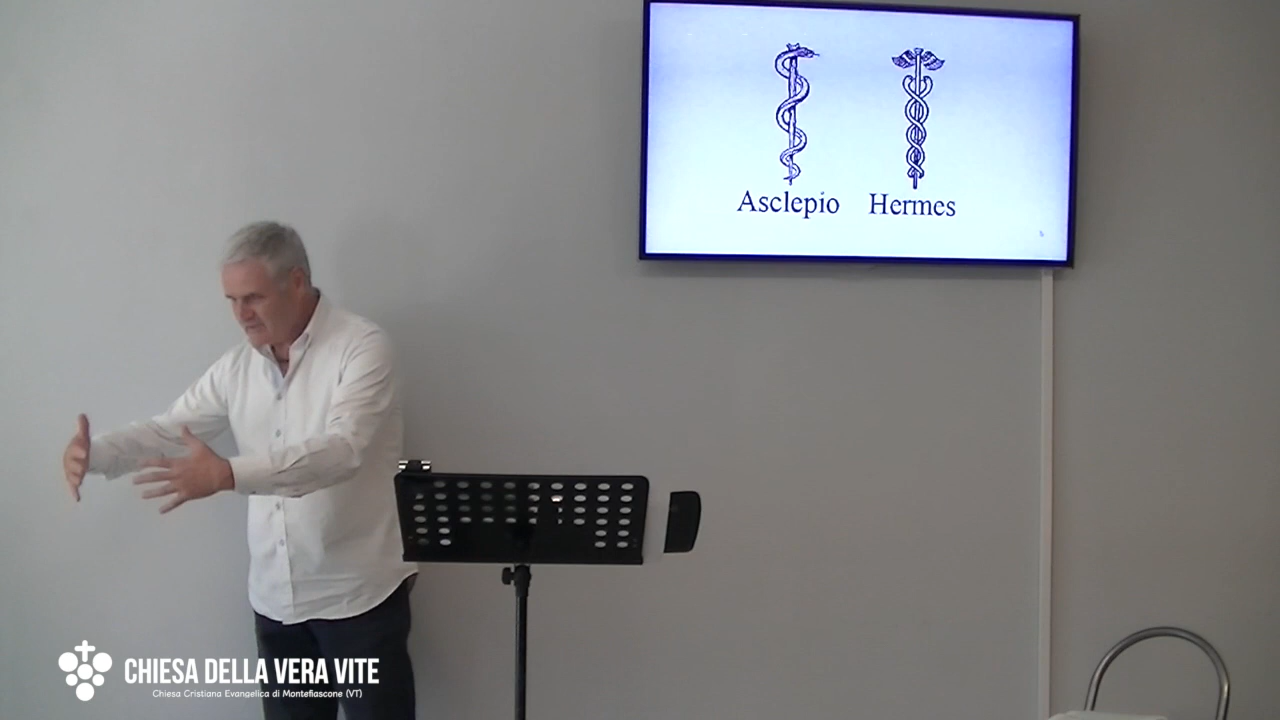 Asclepio Hermes
CHIESA DELLA VERA VITE
Chiesa Cristiana Evangelica di Montefiascone (VT)